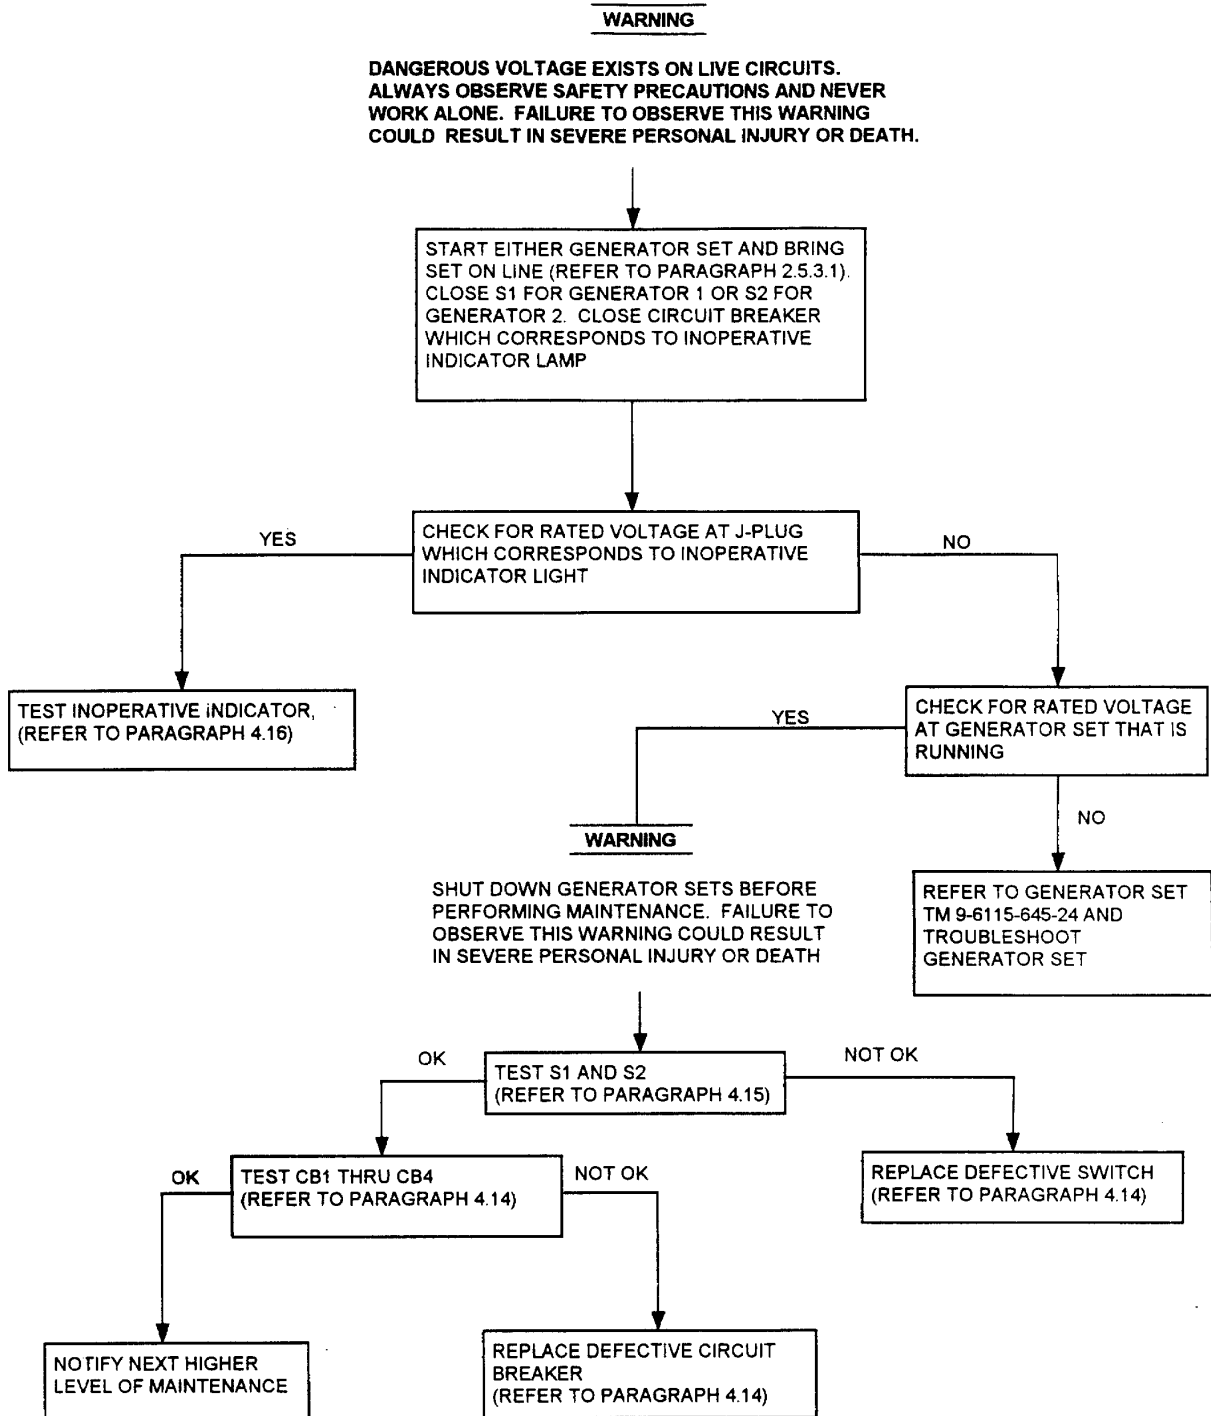 WARNING
DANGEROUS VOLTAGE EXISTS ON LIVE CIRCUITS.
ALWAYS OBSERVE SAFETY PRECAUTIONS AND NEVER
WORK ALONE. FAILURE TO OBSERVE THIS WARNING
COULD RESULT IN SEVERE PERSONAL INJURY OR DEATH.
START EITHER GENERATOR SET AND BRING
SET ON LINE (REFER TO PARAGRAPH 2.5.3.1).
CLOSE S1 FOR GENERATOR 1 OR S2 FOR
GENERATOR 2. CLOSE CIRCUIT BREAKER
WHICH CORRESPONDS TO INOPERATIVE
INDICATOR LAMP
YES
CHECK FOR RATED VOLTAGE AT J-PLUG
WHICH CORRESPONDS TO INOPERATIVE
INDICATOR LIGHT
NO
TEST INOPERATIVE INDICATOR,
(REFER TO PARAGRAPH 4.16)
YES
CHECK FOR RATED VOLTAGE
AT GENERATOR SET THAT IS
RUNNING
NO
WARNING
SHUT DOWN GENERATOR SETS BEFORE
PERFORMING MAINTENANCE. FAILURE TO
OBSERVE THIS WARNING COULD RESULT
IN SEVERE PERSONAL INJURY OR DEATH
REFER TO GENERATOR SET
TM 9-6115-645-24 AND
TROUBLESHOOT
GENERATOR SET
OK
TEST S1 AND S2
(REFER TO PARAGRAPH 4.15)
NOT OK
OK
TEST CB1 THRU CB4
(REFER TO PARAGRAPH 4.14)
NOT OK
REPLACE DEFECTIVE SWITCH
(REFER TO PARAGRAPH 4.14)
NOTIFY NEXT HIGHER
LEVEL OF MAINTENANCE
REPLACE DEFECTIVE CIRCUIT
BREAKER
(REFER TO PARAGRAPH 4.14)